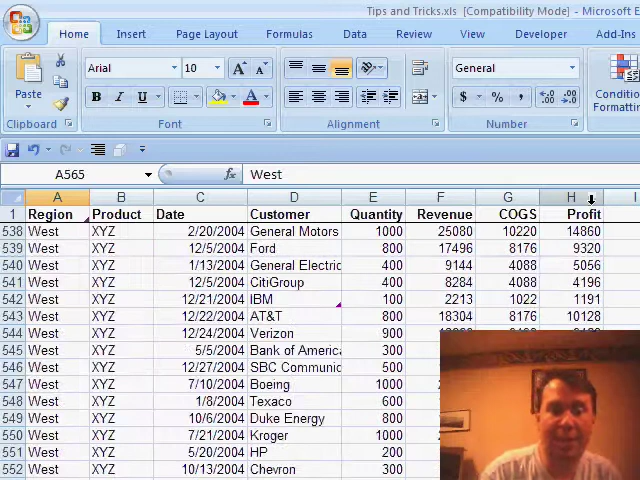 Tips and Tricks.xls [Compatibility Mode] - Microsoft E
Home Insert Page Layout Formulas Data Review View Developer Add-Ins
Arial 10 General
Paste B I U $ % , Conditio
Formatting
Clipboard Font Alignment Number
A565 fx West
A B C D E F G H I
1 Region Product Date Customer Quantity Revenue COGS Profit
538 West XYZ 2/20/2004 General Motors 1000 25080 10220 14860
539 West XYZ 12/5/2004 Ford 800 17496 8176 9320
540 West XYZ 1/13/2004 General Electric 400 9144 4088 5056
541 West XYZ 12/5/2004 CitiGroup 400 8284 4088 4196
542 West XYZ 12/21/2004 IBM 100 2213 1022 1191
543 West XYZ 12/22/2004 AT&T 800 18304 8176 10128
544 West XYZ 12/24/2004 Verizon 900
545 West XYZ 5/5/2004 Bank of America 300
546 West XYZ 12/27/2004 SBC Communic 500
547 West XYZ 7/10/2004 Boeing 1000
548 West XYZ 1/8/2004 Texaco 600
549 West XYZ 10/6/2004 Duke Energy 800
550 West XYZ 7/21/2004 Kroger 1000
551 West XYZ 5/20/2004 HP 200
552 West XYZ 10/13/2004 Chevron 300